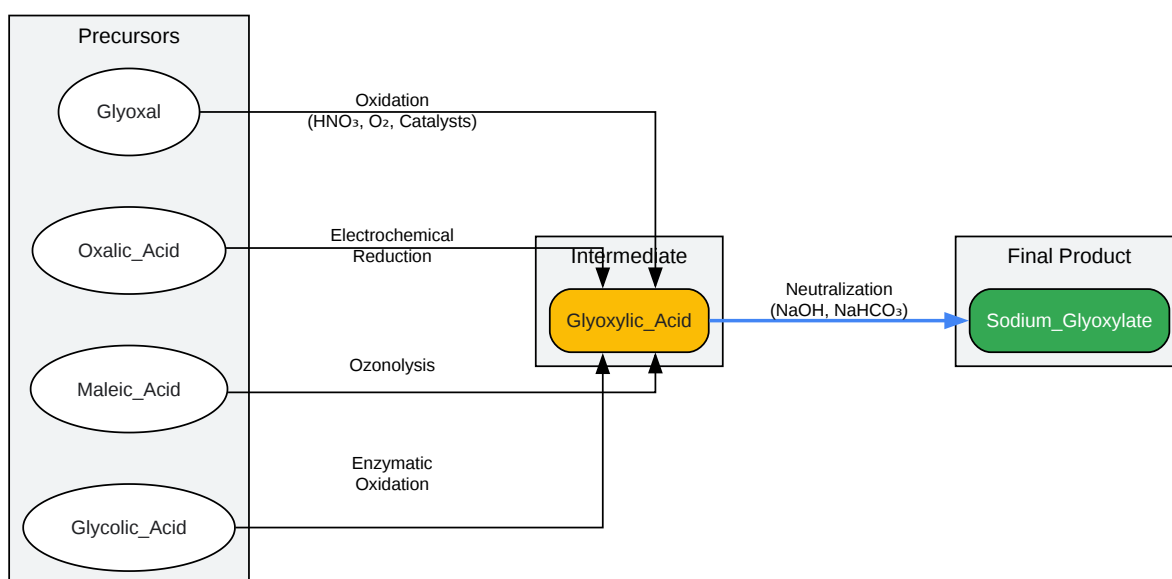 Precursors
Glyoxal
Oxidation
(HNO₃, O₂, Catalysts)
Oxalic_Acid
Electrochemical
Reduction
Intermediate
Glyoxylic_Acid
Neutralization
(NaOH, NaHCO₃)
Final Product
Sodium_Glyoxylate
Maleic_Acid
Ozonolysis
Glycolic_Acid
Enzymatic
Oxidation